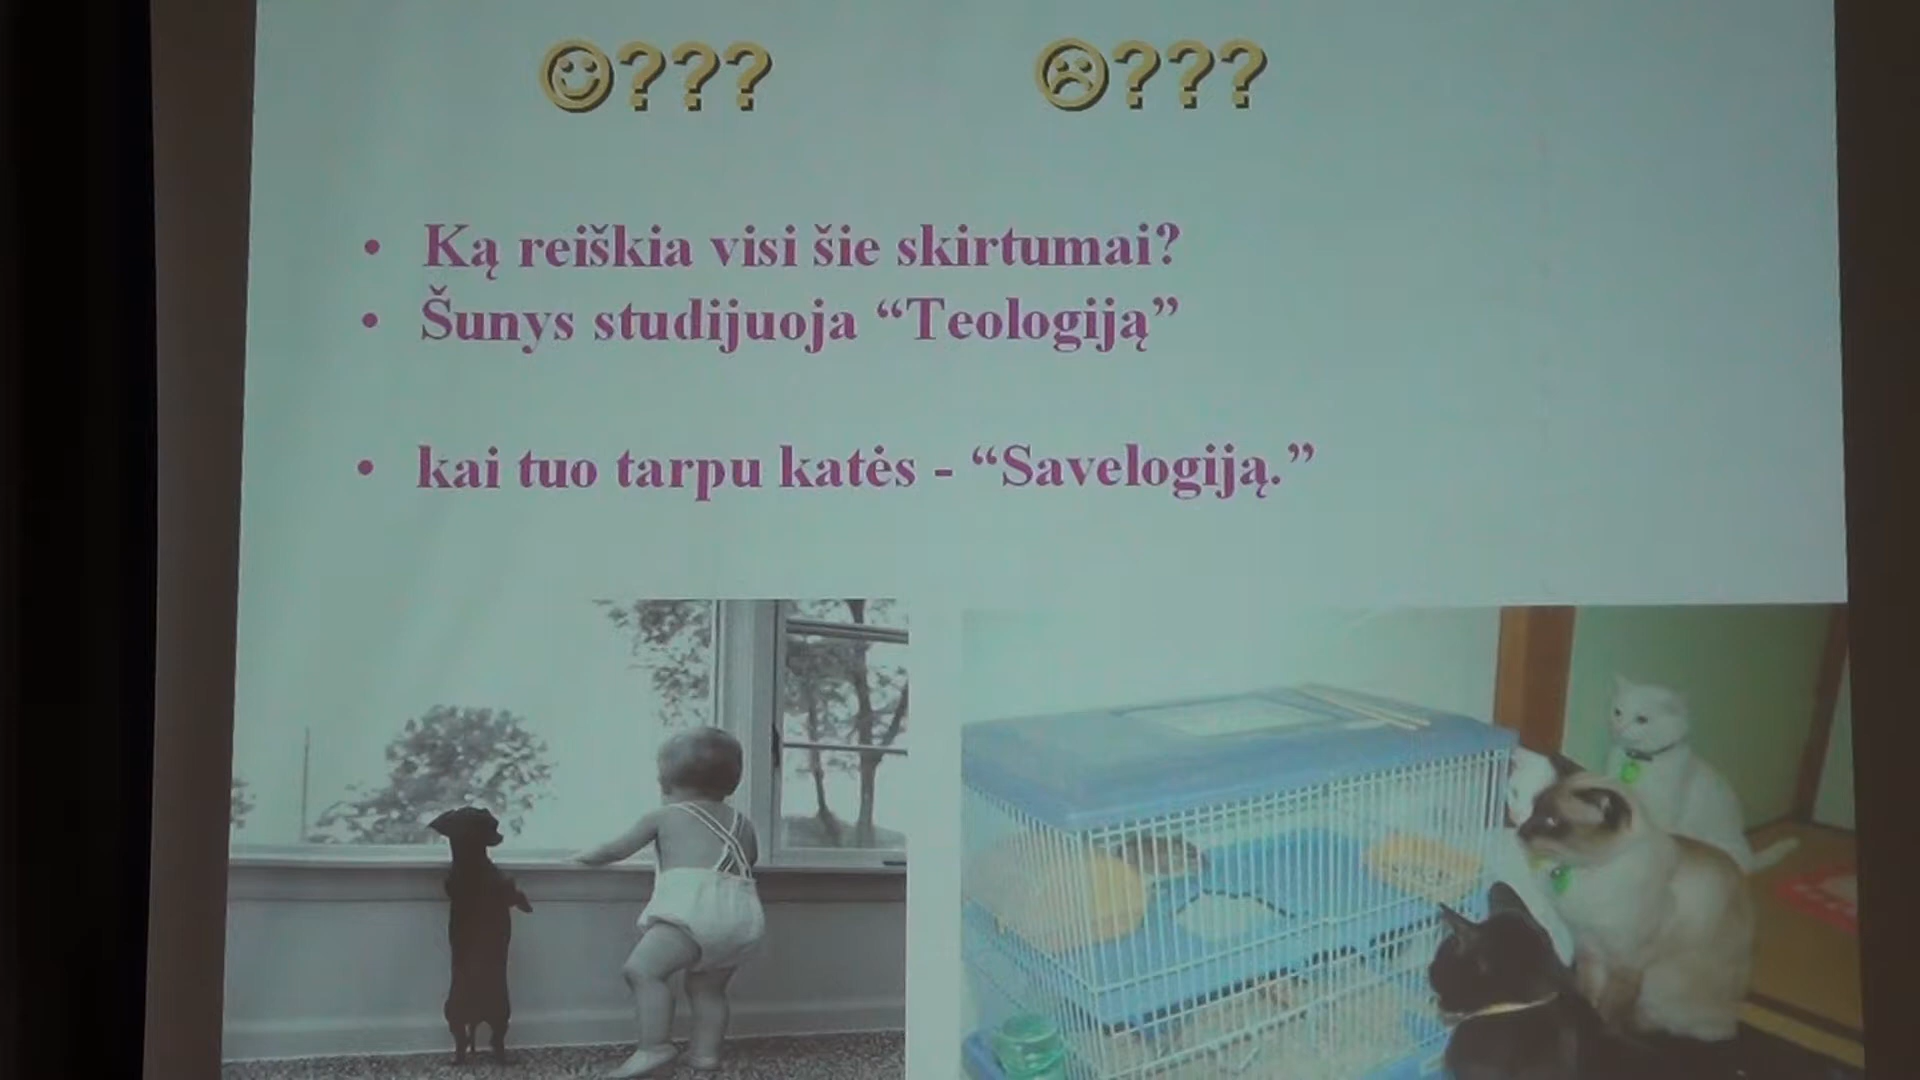 ☺??? ☹???
• Ką reiškia visi šie skirtumai?
• Šunys studijuoja “Teologiją”
• kai tuo tarpu katės - “Savelogiją.”